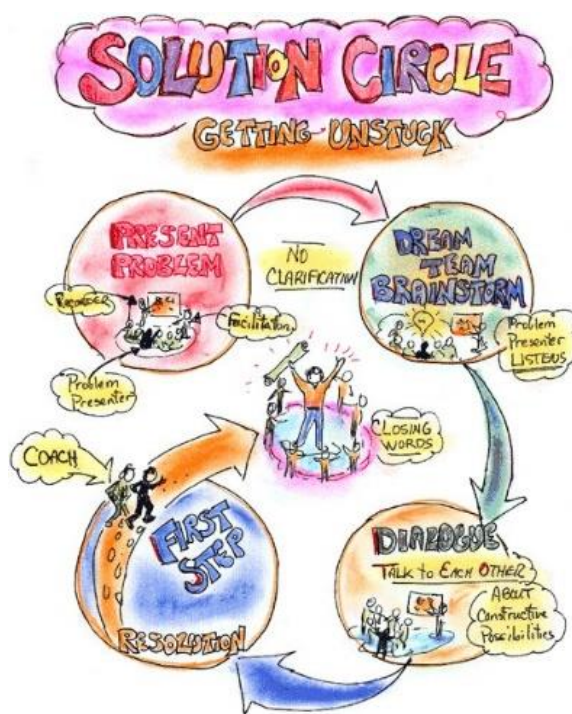 SOLUTION CIRCLE
GETTING UNSTUCK
PRESENT
PROBLEM
RECORDER
Facilitator
Problem
Presenter
NO
CLARIFICATION
DREAM
TEAM
BRAINSTORM
Problem
Presenter
LISTENS
DIALOGUE
TALK TO EACH OTHER
ABOUT
Constructive
Possibilities
FIRST
STEP
RESOLUTION
COACH
CLOSING
WORDS